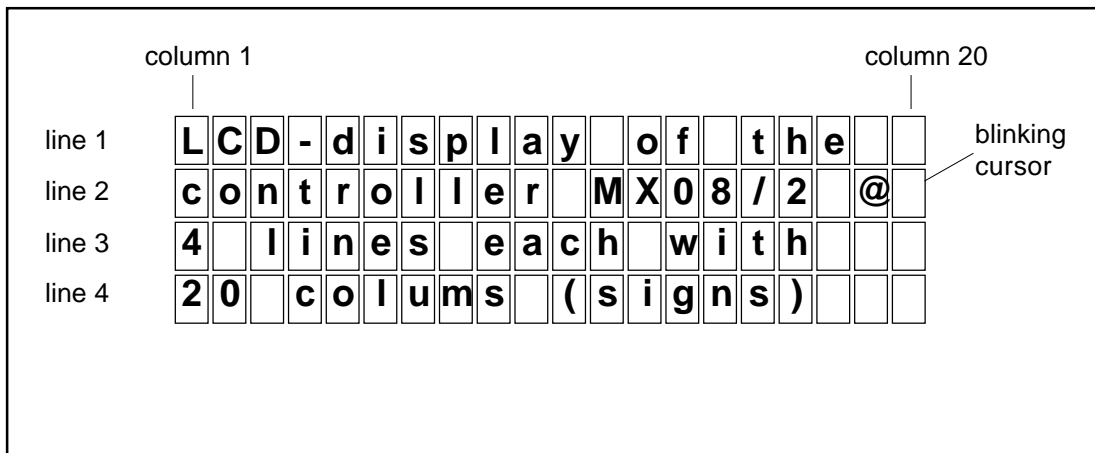 column 1 column 20
line 1 LCD-display of the
blinking
cursor
line 2 controller MX08/2 @
line 3 4 lines each with
line 4 20 colums (signs)